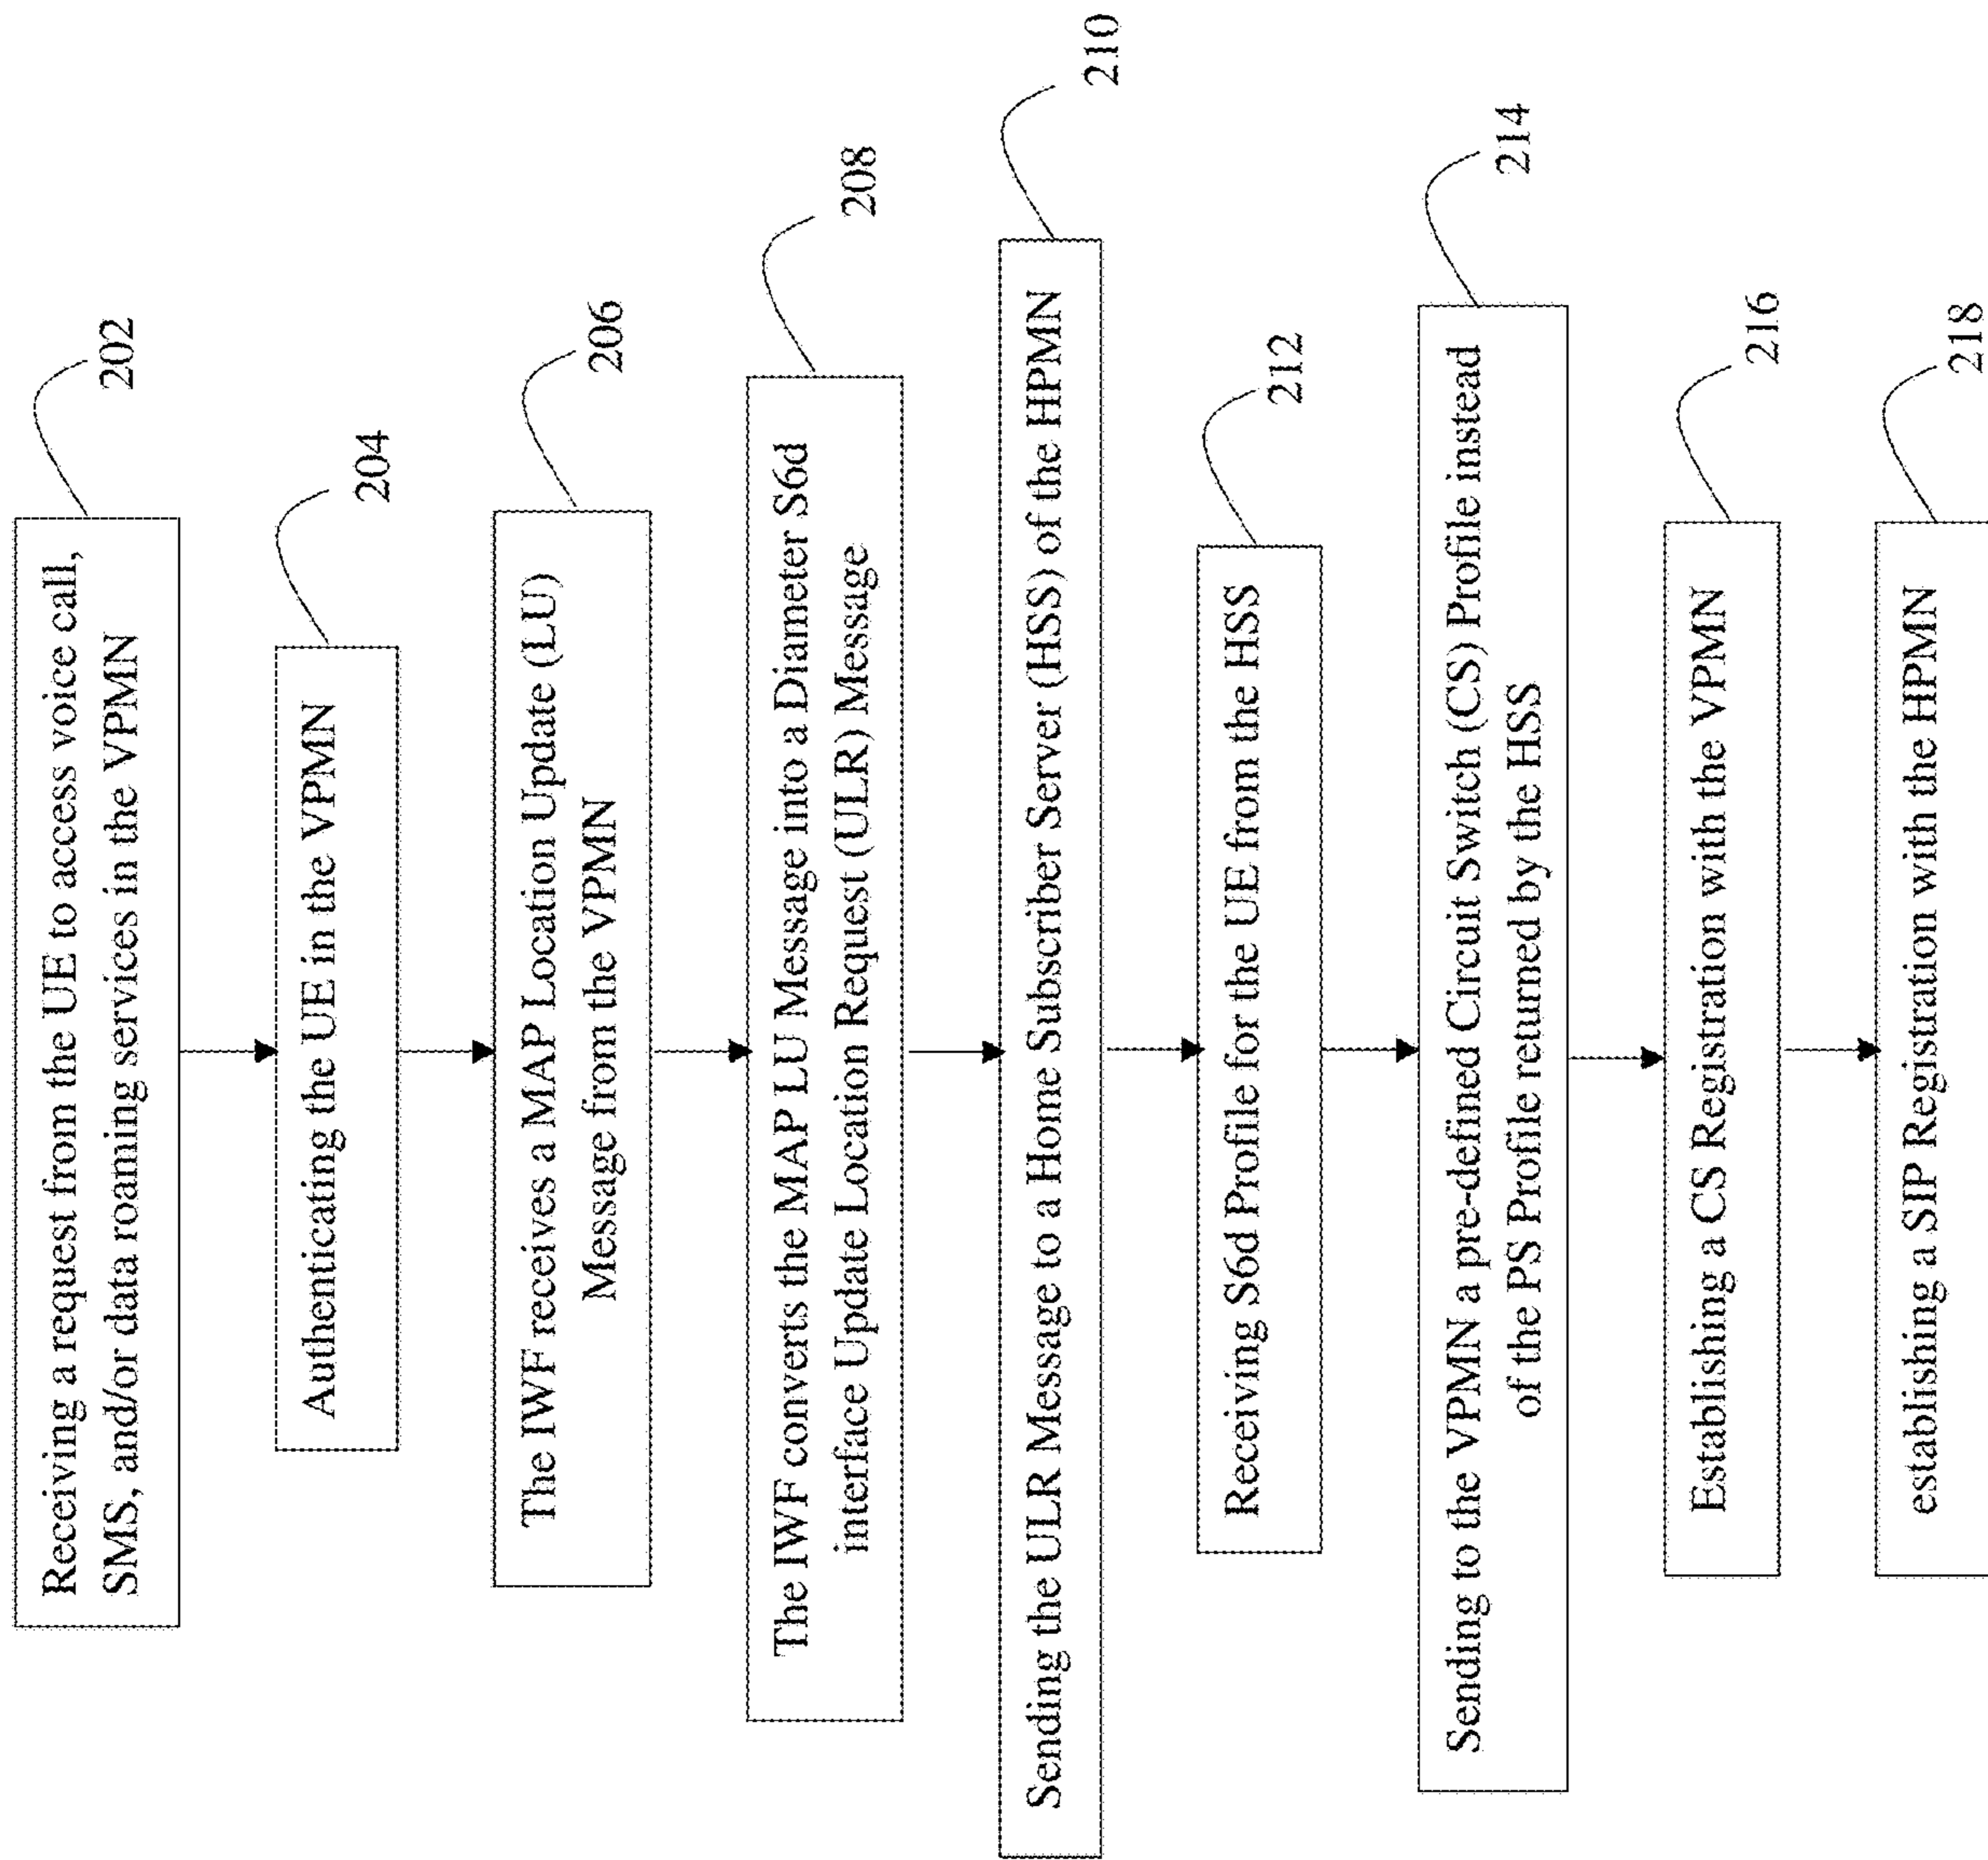 Receiving a request from the UE to access voice call,
SMS, and/or data roaming services in the VPMN
202
Authenticating the UE in the VPMN
204
The IWF receives a MAP Location Update (LU)
Message from the VPMN
206
The IWF converts the MAP LU Message into a Diameter S6d
interface Update Location Request (ULR) Message
208
Sending the ULR Message to a Home Subscriber Server (HSS) of the HPMN
210
Receiving S6d Profile for the UE from the HSS
212
Sending to the VPMN a pre-defined Circuit Switch (CS) Profile instead
of the PS Profile returned by the HSS
214
Establishing a CS Registration with the VPMN
216
establishing a SIP Registration with the HPMN
218